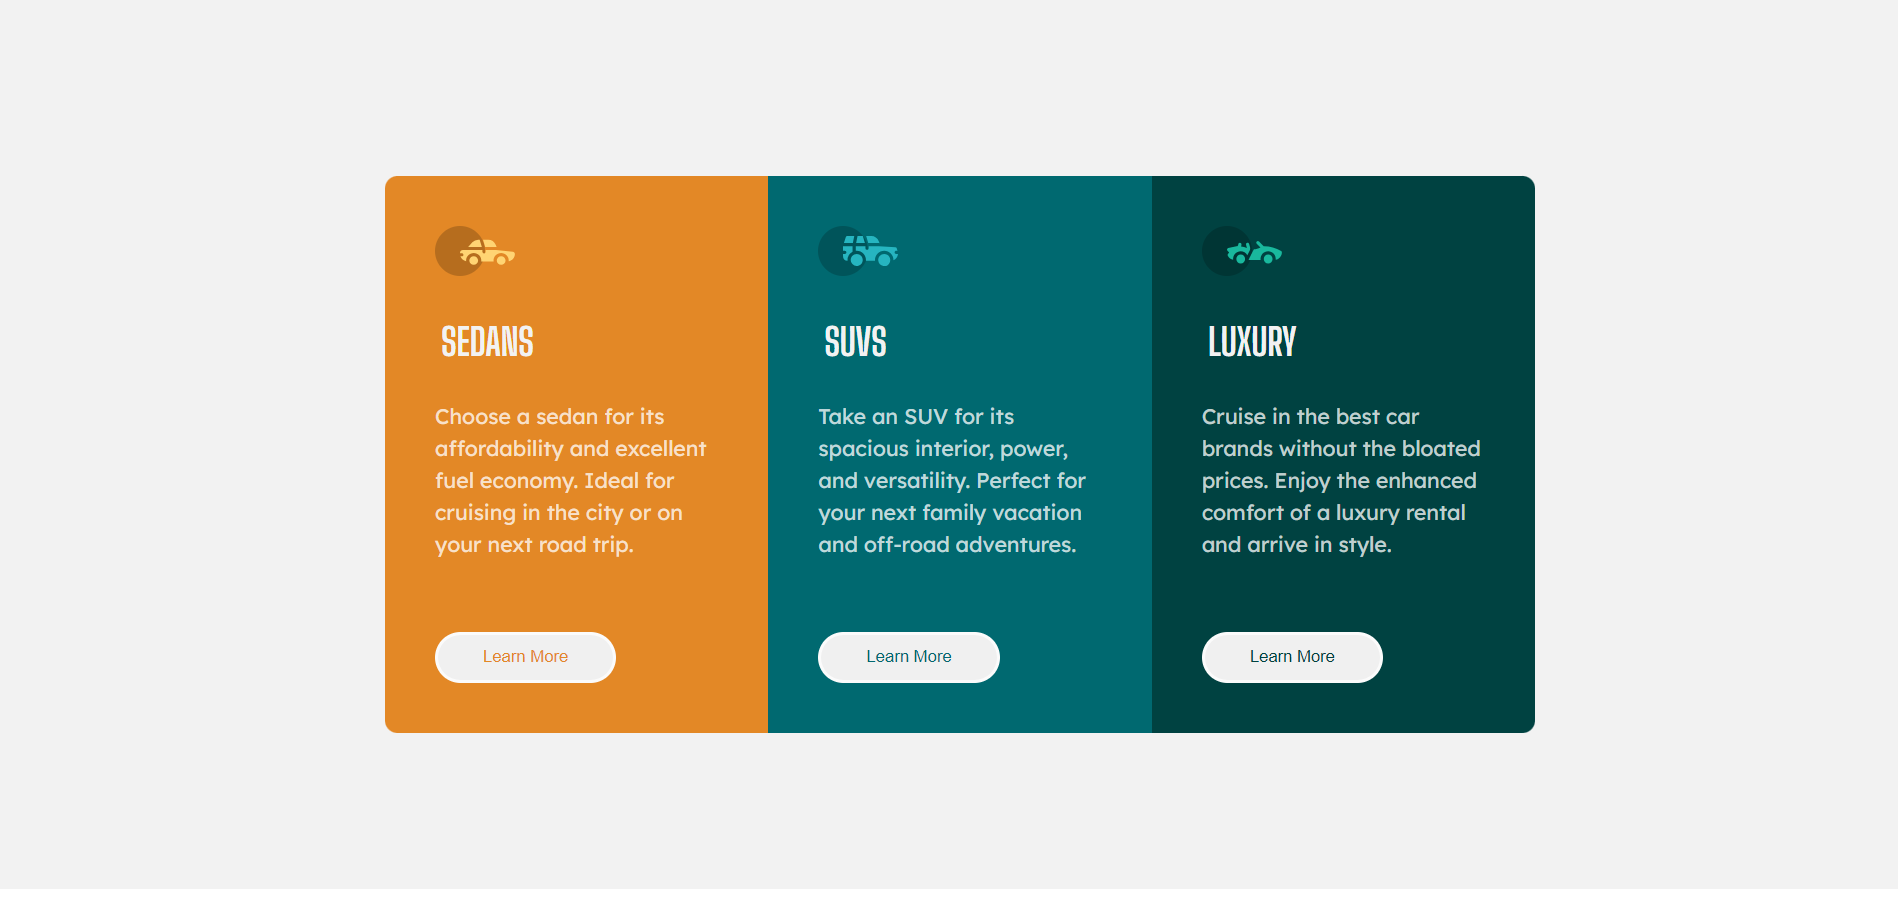 SEDANS
Choose a sedan for its
affordability and excellent
fuel economy. Ideal for
cruising in the city or on
your next road trip.
Learn More
SUVS
Take an SUV for its
spacious interior, power,
and versatility. Perfect for
your next family vacation
and off-road adventures.
Learn More
LUXURY
Cruise in the best car
brands without the bloated
prices. Enjoy the enhanced
comfort of a luxury rental
and arrive in style.
Learn More